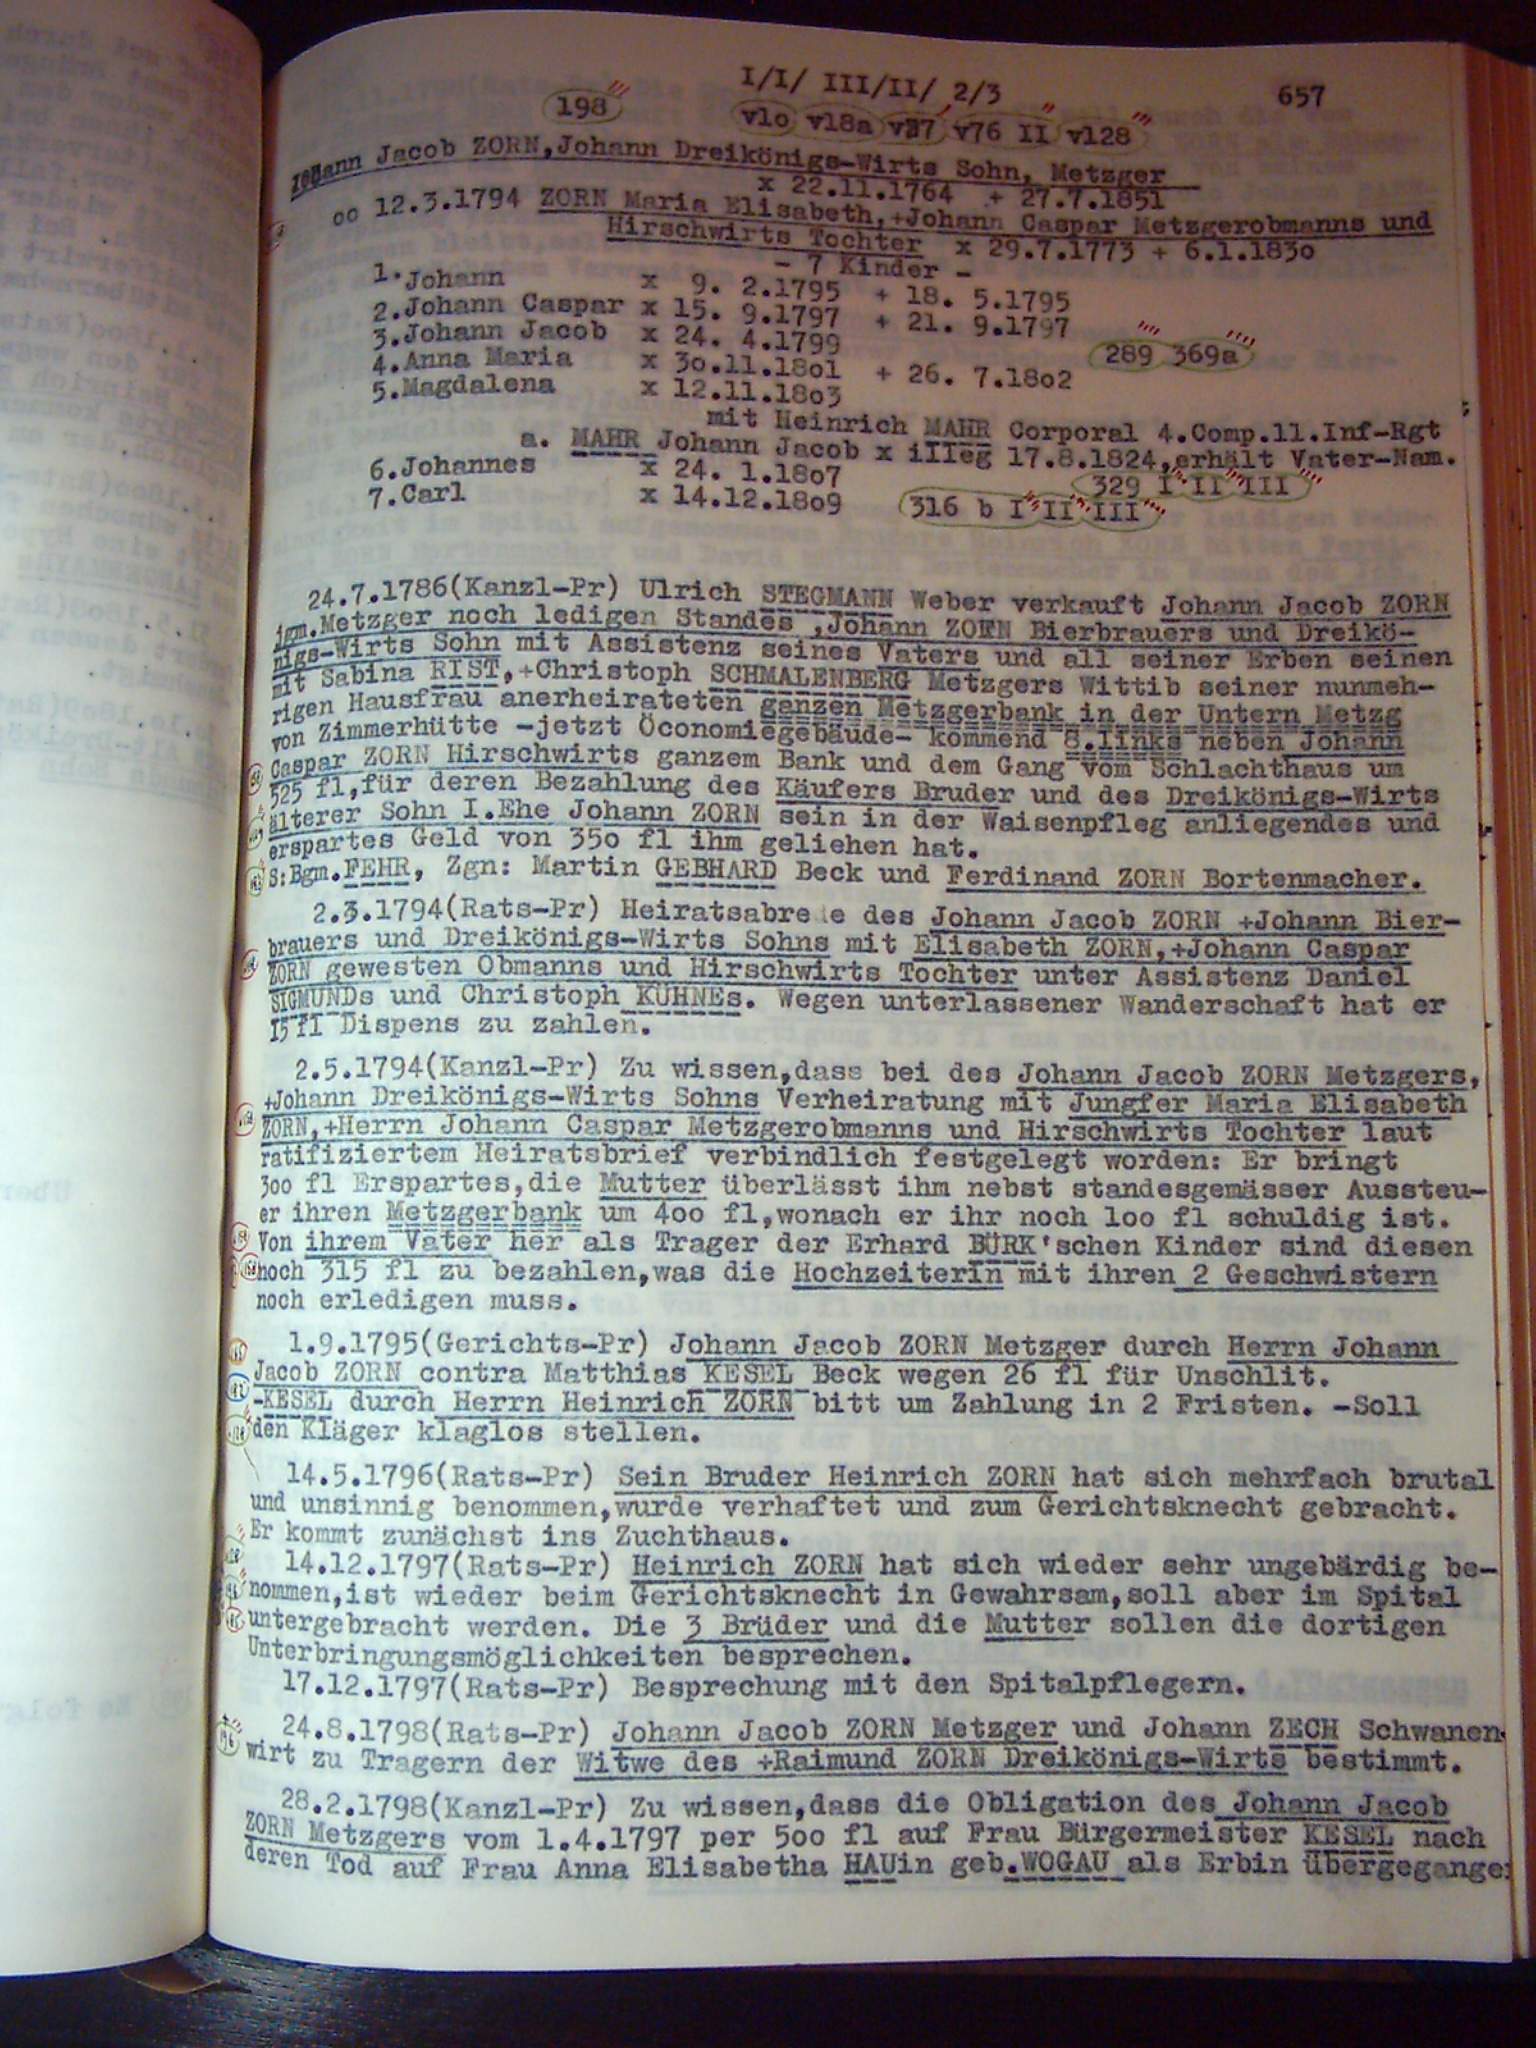 I/I/ III/II/ 2/3
657
198
v1o v18a v37 v76 II v128
Johann Jacob ZORN,Johann Dreikönigs-Wirts Sohn, Metzger
x 22.11.1764 + 27.7.1851
oo 12.3.1794 ZORN Maria Elisabeth,+Johann Caspar Metzgerobmanns und
Hirschwirts Tochter x 29.7.1773 + 6.1.183o
- 7 Kinder -
1.Johann x 9. 2.1795 + 18. 5.1795
2.Johann Caspar x 15. 9.1797 + 21. 9.1797
3.Johann Jacob x 24. 4.1799 289 369a
4.Anna Maria x 3o.11.18o1 + 26. 7.18o2
5.Magdalena x 12.11.18o3
mit Heinrich MAHR Corporal 4.Comp.11.Inf-Rgt
a. MAHR Johann Jacob x illeg 17.8.1824,erhält Vater-Nam.
6.Johannes x 24. 1.18o7 329 I II III
7.Carl x 14.12.18o9 316 b I II III
24.7.1786(Kanzl-Pr) Ulrich STEGMANN Weber verkauft Johann Jacob ZORN
jgm.Metzger noch ledigen Standes ,Johann ZORN Bierbrauers und Dreikö-
nigs-Wirts Sohn mit Assistenz seines Vaters und all seiner Erben seinen
mit Sabina RIST,+Christoph SCHMALENBERG Metzgers Wittib seiner nunmeh-
rigen Hausfrau anerheirateten ganzen Metzgerbank in der Untern Metzg
von Zimmerhütte -jetzt Öconomiegebäude- kommend 8.links neben Johann
Caspar ZORN Hirschwirts ganzem Bank und dem Gang vom Schlachthaus um
525 fl,für deren Bezahlung des Käufers Bruder und des Dreikönigs-Wirts
älterer Sohn I.Ehe Johann ZORN sein in der Waisenpfleg anliegendes und
erspartes Geld von 35o fl ihm geliehen hat.
S:Bgm.FEHR, Zgn: Martin GEBHARD Beck und Ferdinand ZORN Bortenmacher.
2.3.1794(Rats-Pr) Heiratsabre e des Johann Jacob ZORN +Johann Bier-
brauers und Dreikönigs-Wirts Sohns mit Elisabeth ZORN,+Johann Caspar
ZORN gewesten Obmanns und Hirschwirts Tochter unter Assistenz Daniel
SIGMUNDs und Christoph KÜHNEs. Wegen unterlassener Wanderschaft hat er
15 fl Dispens zu zahlen.
2.5.1794(Kanzl-Pr) Zu wissen,dass bei des Johann Jacob ZORN Metzgers,
+Johann Dreikönigs-Wirts Sohns Verheiratung mit Jungfer Maria Elisabeth
ZORN,+Herrn Johann Caspar Metzgerobmanns und Hirschwirts Tochter laut
ratifiziertem Heiratsbrief verbindlich festgelegt worden: Er bringt
3oo fl Erspartes,die Mutter überlässt ihm nebst standesgemässer Aussteu-
er ihren Metzgerbank um 4oo fl,wonach er ihr noch 1oo fl schuldig ist.
Von ihrem Vater her als Trager der Erhard BÜRK'schen Kinder sind diesen
noch 315 fl zu bezahlen,was die Hochzeiterin mit ihren 2 Geschwistern
noch erledigen muss.
1.9.1795(Gerichts-Pr) Johann Jacob ZORN Metzger durch Herrn Johann
Jacob ZORN contra Matthias KESEL Beck wegen 26 fl für Unschlit.
-KESEL durch Herrn Heinrich ZORN bitt um Zahlung in 2 Fristen. -Soll
den Kläger klaglos stellen.
14.5.1796(Rats-Pr) Sein Bruder Heinrich ZORN hat sich mehrfach brutal
und unsinnig benommen,wurde verhaftet und zum Gerichtsknecht gebracht.
Er kommt zunächst ins Zuchthaus.
14.12.1797(Rats-Pr) Heinrich ZORN hat sich wieder sehr ungebärdig be-
nommen,ist wieder beim Gerichtsknecht in Gewahrsam,soll aber im Spital
untergebracht werden. Die 3 Brüder und die Mutter sollen die dortigen
Unterbringungsmöglichkeiten besprechen.
17.12.1797(Rats-Pr) Besprechung mit den Spitalpflegern.
24.8.1798(Rats-Pr) Johann Jacob ZORN Metzger und Johann ZECH Schwanen-
wirt zu Tragern der Witwe des +Raimund ZORN Dreikönigs-Wirts bestimmt.
28.2.1798(Kanzl-Pr) Zu wissen,dass die Obligation des Johann Jacob
ZORN Metzgers vom 1.4.1797 per 5oo fl auf Frau Bürgermeister KESEL nach
deren Tod auf Frau Anna Elisabetha HAUin geb.WOGAU als Erbin übergegange